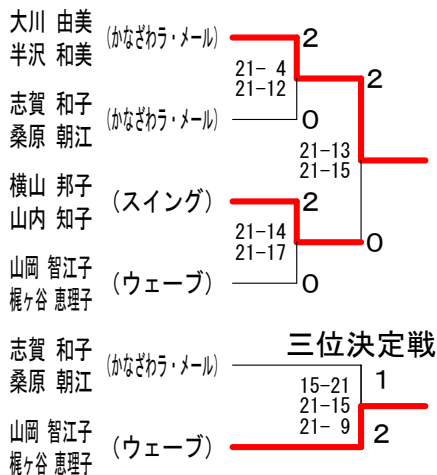 大川 由美
半沢 和美
(かなざわラ・メール)
2
21- 4
21-12
2
志賀 和子
桑原 朝江
(かなざわラ・メール)
0
21-13
21-15
横山 邦子
山内 知子
(スイング)
2
21-14
21-17
0
山岡 智江子
梶ヶ谷 恵理子
(ウェーブ)
0
三位決定戦
志賀 和子
桑原 朝江
(かなざわラ・メール)
1
15-21
21-15
21- 9
山岡 智江子
梶ヶ谷 恵理子
(ウェーブ)
2